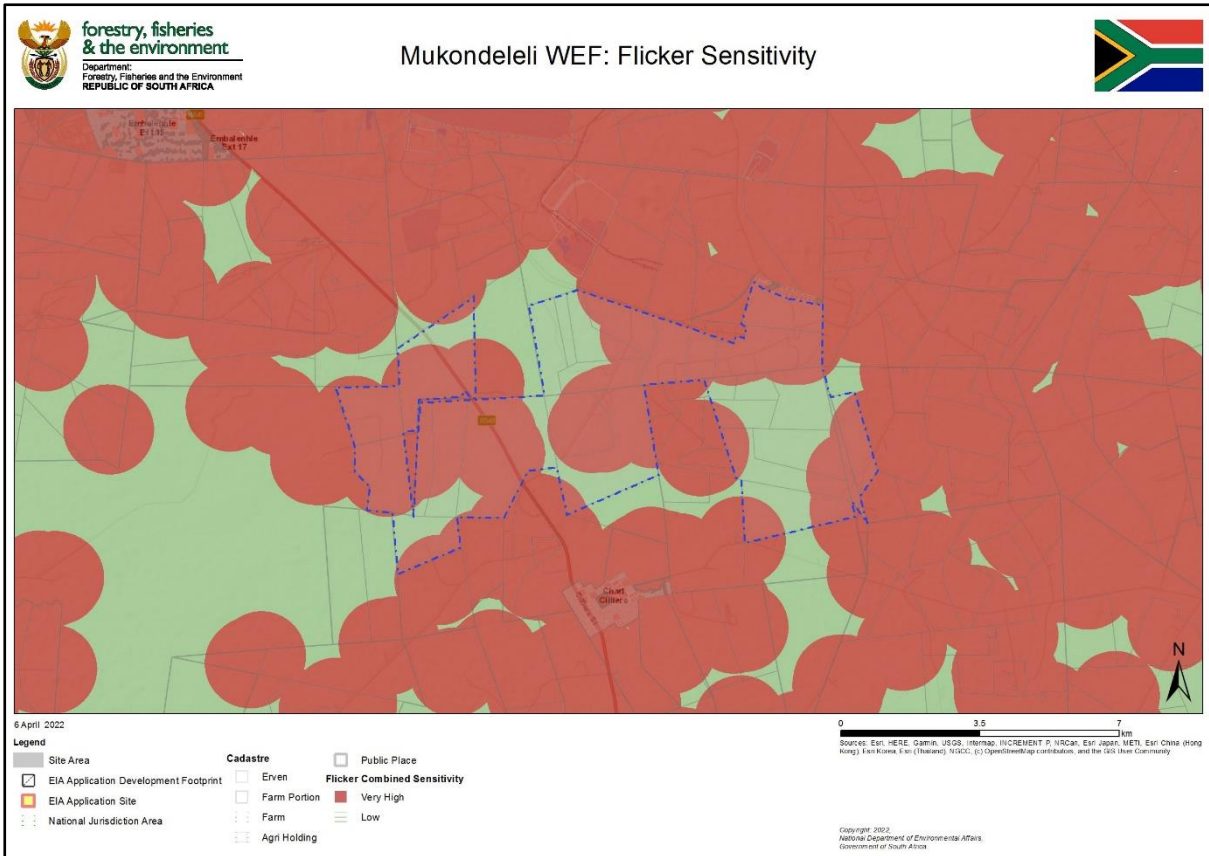 forestry, fisheries
& the environment
Department:
Forestry, Fisheries and the Environment
REPUBLIC OF SOUTH AFRICA
Mukondeleli WEF: Flicker Sensitivity
Embalenhle
Embalenhle
Ext 17
Charl
Cilliers
N
6 April 2022
0 3.5 7
km
Sources: Esri, HERE, Garmin, USGS, Intermap, INCREMENT P, NRCan, Esri Japan, METI, Esri China (Hong
Kong), Esri Korea, Esri (Thailand), NGCC, (c) OpenStreetMap contributors, and the GIS User Community
Legend
Site Area
EIA Application Development Footprint
EIA Application Site
National Jurisdiction Area
Cadastre
Erven
Farm Portion
Farm
Agri Holding
Public Place
Flicker Combined Sensitivity
Very High
Low
Copyright: 2022,
National Department of Environmental Affairs,
Government of South Africa